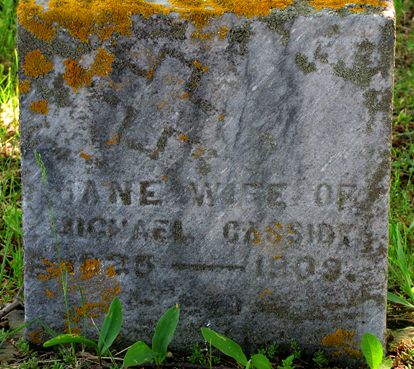 JANE WIFE OF
MICHAEL CASSIDY
— 1909.